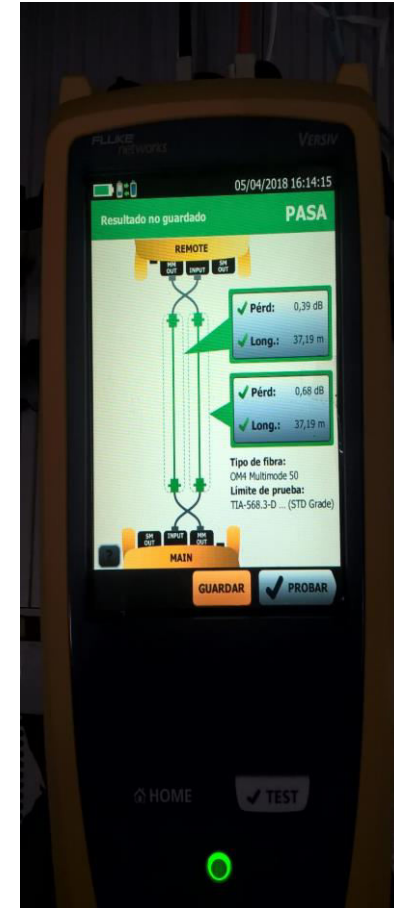 FLUKE
networks
VERSIV
05/04/2018 16:14:15
Resultado no guardado
PASA
REMOTE
MM OUT
INPUT
SM OUT
Pérd: 0,39 dB
Long.: 37,19 m
Pérd: 0,68 dB
Long.: 37,19 m
Tipo de fibra:
OM4 Multimode 50
Límite de prueba:
TIA-568.3-D ... (STD Grade)
SM OUT
INPUT
MM OUT
?
MAIN
GUARDAR
PROBAR
HOME
TEST